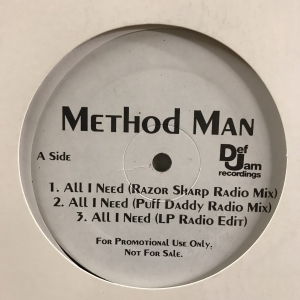 Method Man
A Side
Def Jam
recordings
1. All I Need (Razor Sharp Radio Mix)
2. All I Need (Puff Daddy Radio Mix)
3. All I Need (LP Radio Edit)
For Promotional Use Only,
Not For Sale.